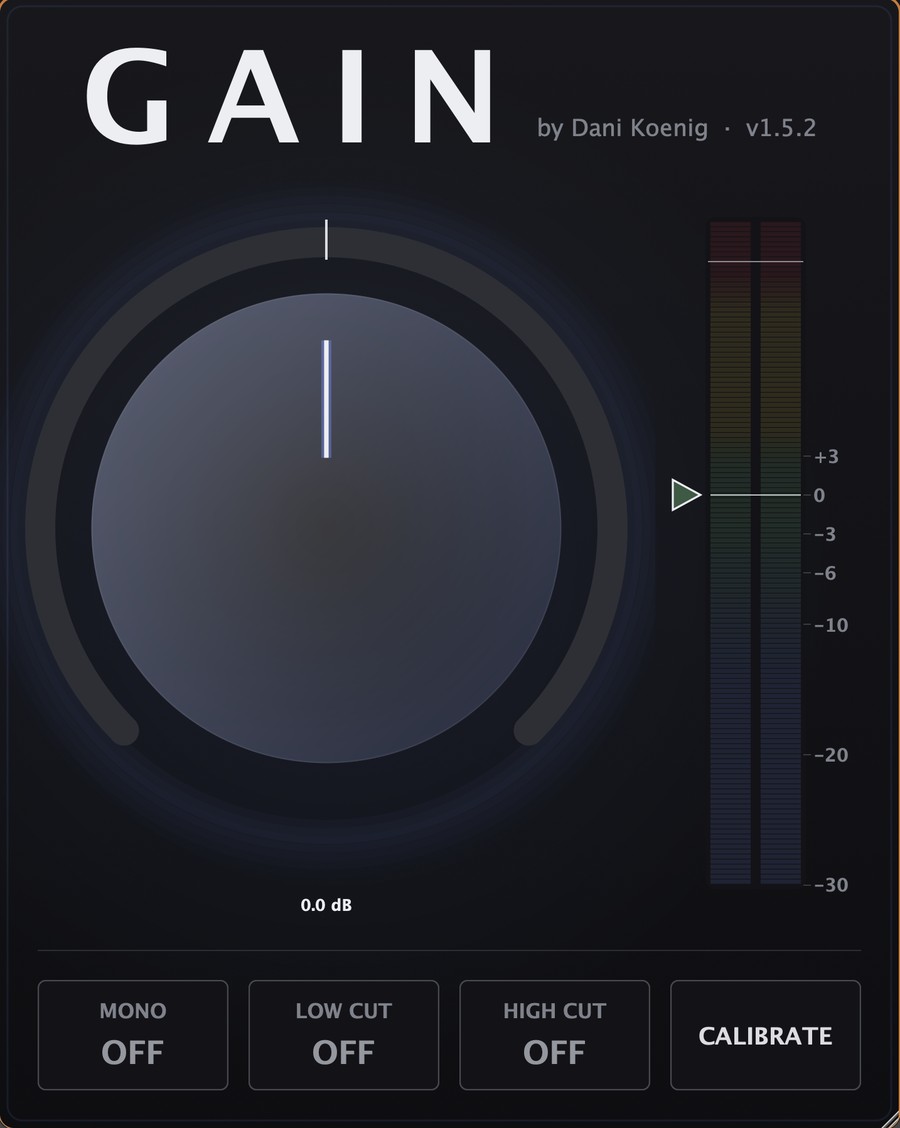 GAIN
by Dani Koenig · v1.5.2
+3
0
−3
−6
−10
−20
−30
0.0 dB
MONO
OFF
LOW CUT
OFF
HIGH CUT
OFF
CALIBRATE